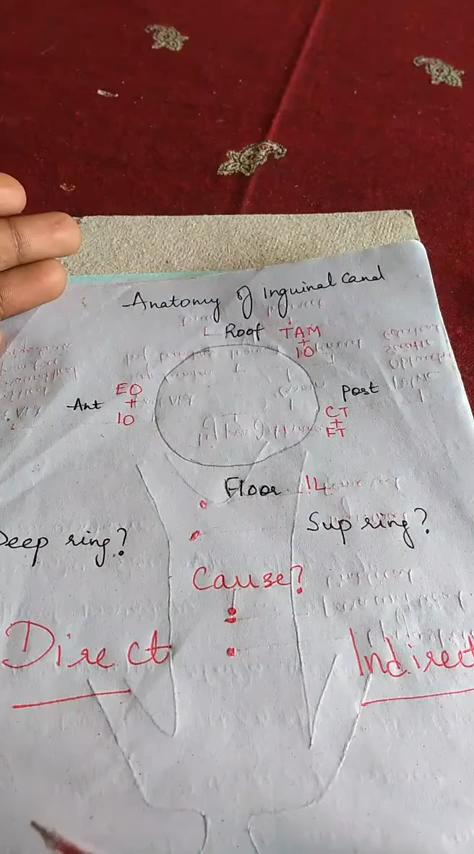 Anatomy of Inguinal Canal
Roof TAM
+
IO
Ant EO
+
IO
Post
CT
+
FT
Floor IL
Deep ring?
Sup ring?
Cause?
Direct
Indirect